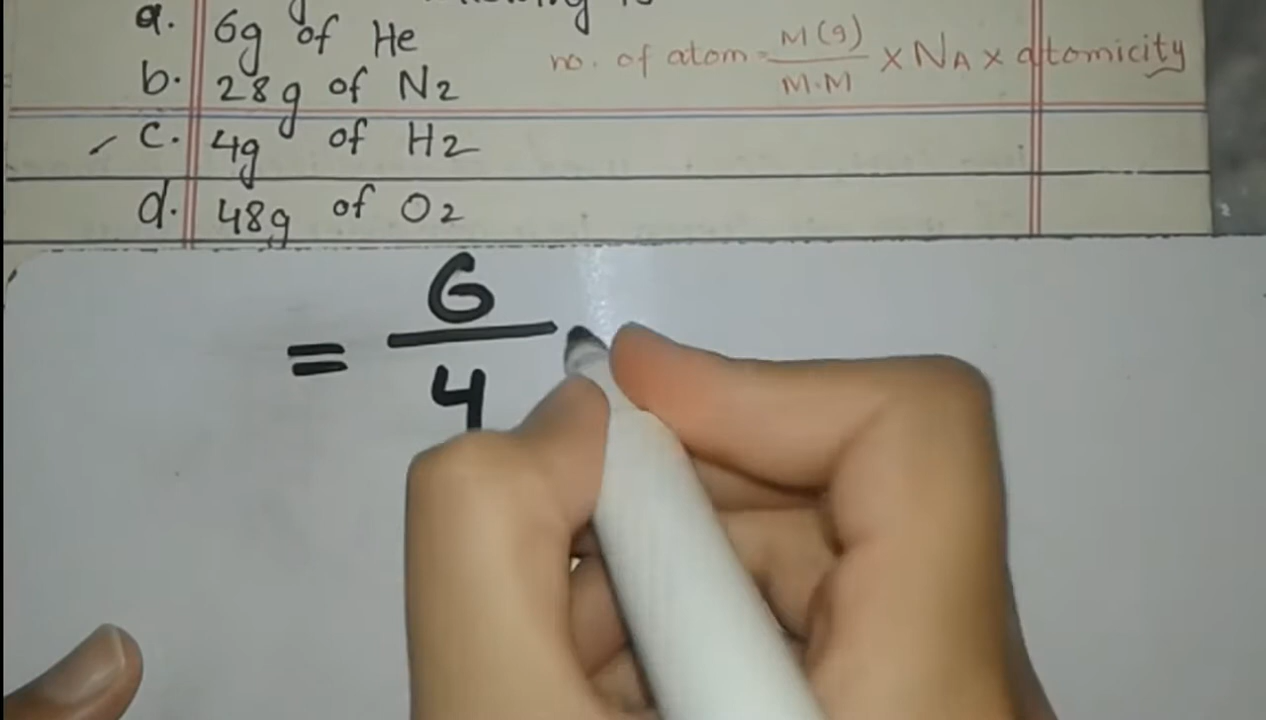 a. 6g of He
no. of atom = M(g) / M.M × NA × atomicity
b. 28g of N2
c. 4g of H2
d. 48g of O2
= 6 / 4